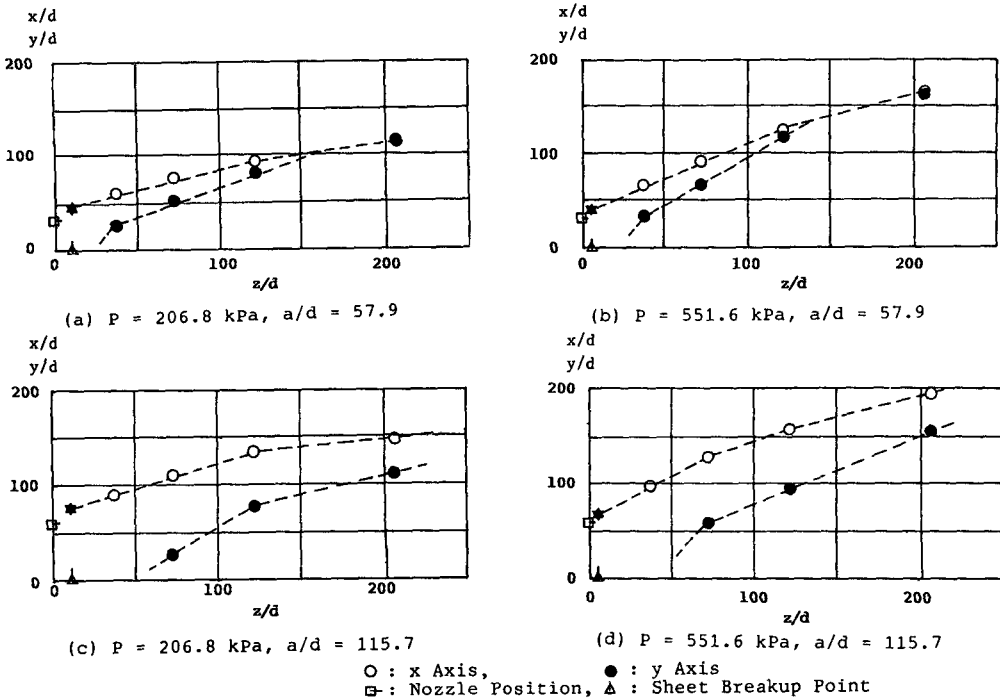 x/d
y/d
200
100
0
0
100
200
z/d
(a) P = 206.8 kPa, a/d = 57.9
x/d
y/d
200
100
0
0
100
200
z/d
(b) P = 551.6 kPa, a/d = 57.9
x/d
y/d
200
100
0
0
100
200
z/d
(c) P = 206.8 kPa, a/d = 115.7
x/d
y/d
200
100
0
0
100
200
z/d
(d) P = 551.6 kPa, a/d = 115.7
: x Axis, : y Axis
: Nozzle Position, : Sheet Breakup Point